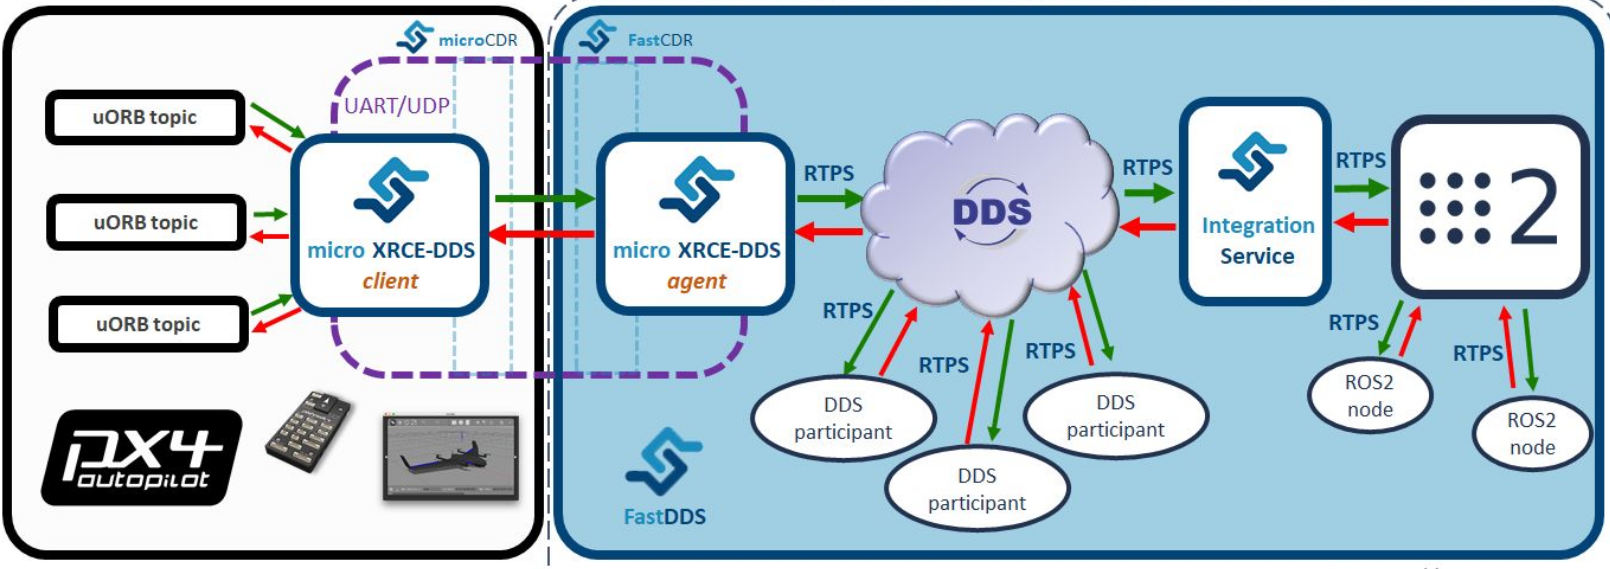 microCDR
FastCDR
UART/UDP
uORB topic
uORB topic
uORB topic
micro XRCE-DDS
client
micro XRCE-DDS
agent
RTPS
DDS
RTPS
Integration
Service
RTPS
2
RTPS
RTPS
RTPS
DDS
participant
DDS
participant
DDS
participant
RTPS
RTPS
ROS2
node
ROS2
node
px4
autopilot
FastDDS